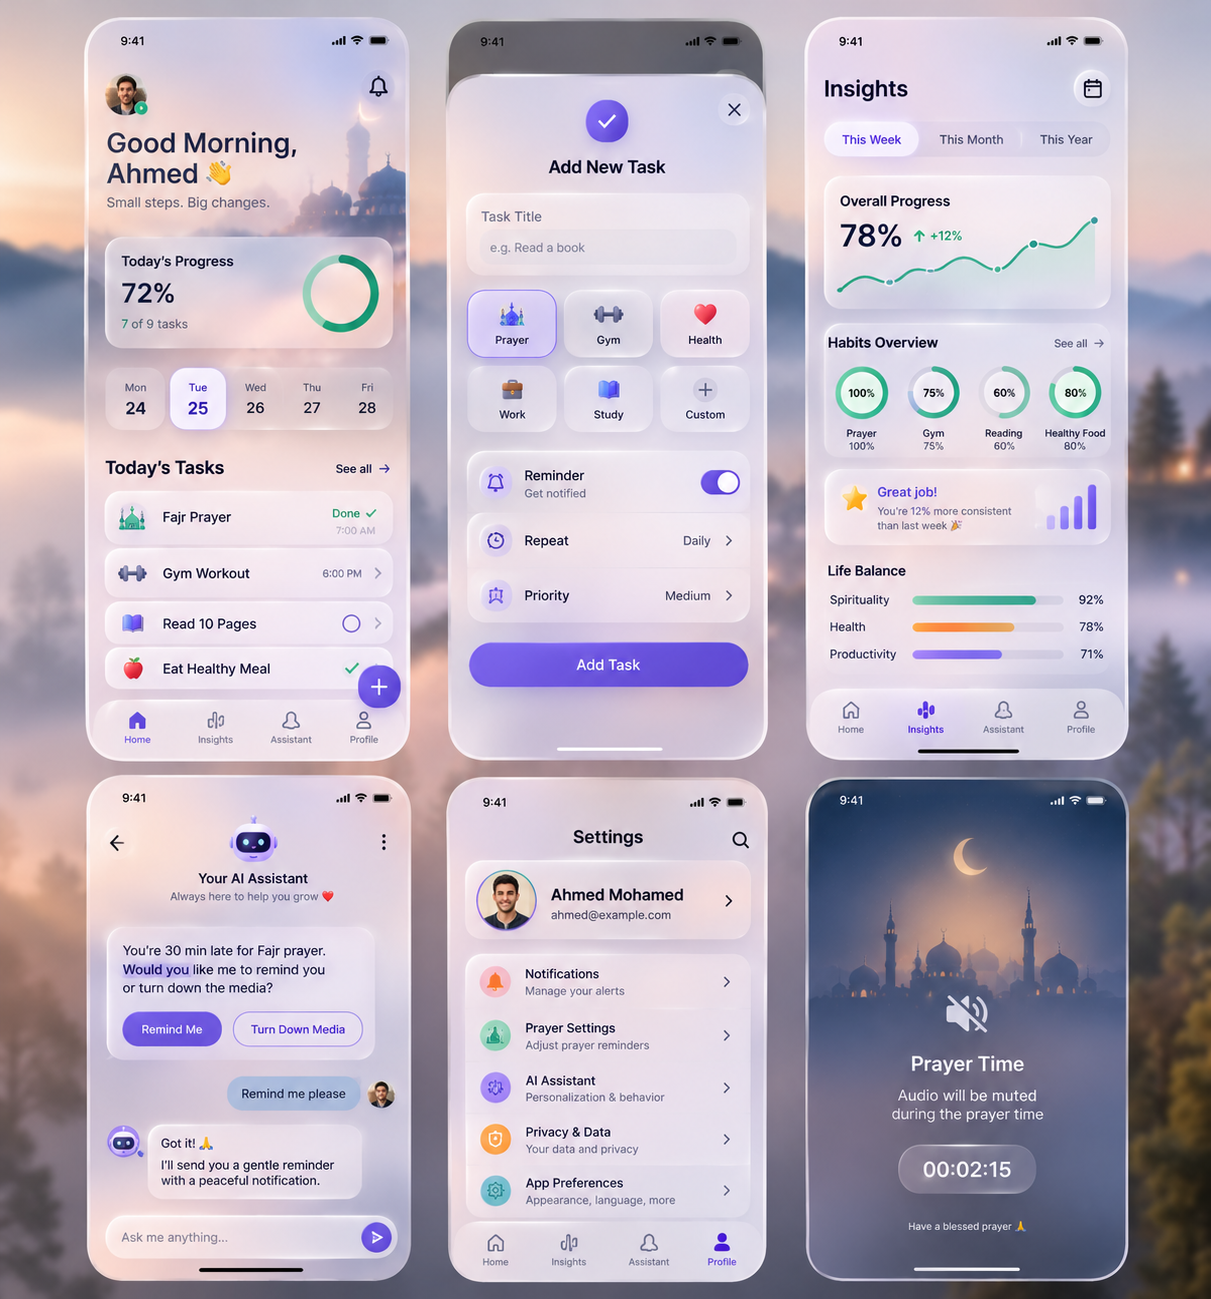 9:41
Good Morning,
Ahmed 👋
Small steps. Big changes.
Today's Progress
72%
7 of 9 tasks
Mon Tue Wed Thu Fri
24 25 26 27 28
Today's Tasks See all →
Fajr Prayer Done ✓
7:00 AM
Gym Workout 6:00 PM
Read 10 Pages
Eat Healthy Meal
Home Insights Assistant Profile
9:41
Add New Task
Task Title
e.g. Read a book
Prayer Gym Health
Work Study Custom
Reminder
Get notified
Repeat Daily
Priority Medium
Add Task
9:41
Insights
This Week This Month This Year
Overall Progress
78% ↑ +12%
Habits Overview See all →
100% 75% 60% 80%
Prayer Gym Reading Healthy Food
100% 75% 60% 80%
Great job!
You're 12% more consistent
than last week 🎉
Life Balance
Spirituality 92%
Health 78%
Productivity 71%
Home Insights Assistant Profile
9:41
Your AI Assistant
Always here to help you grow ❤️
You're 30 min late for Fajr prayer.
Would you like me to remind you
or turn down the media?
Remind Me Turn Down Media
Remind me please
Got it! 🙏
I'll send you a gentle reminder
with a peaceful notification.
Ask me anything...
9:41
Settings
Ahmed Mohamed
ahmed@example.com
Notifications
Manage your alerts
Prayer Settings
Adjust prayer reminders
AI Assistant
Personalization & behavior
Privacy & Data
Your data and privacy
App Preferences
Appearance, language, more
Home Insights Assistant Profile
9:41
Prayer Time
Audio will be muted
during the prayer time
00:02:15
Have a blessed prayer 🙏